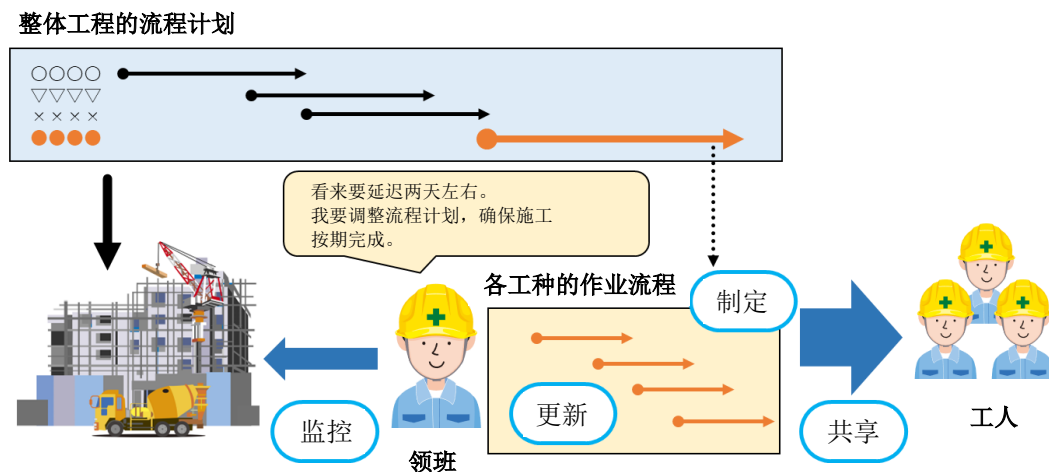 整体工程的流程计划
○○○○
▽▽▽▽
××××
●●●●
看来要延迟两天左右。
我要调整流程计划，确保施工
按期完成。
各工种的作业流程
制定
更新
监控
共享
领班
工人